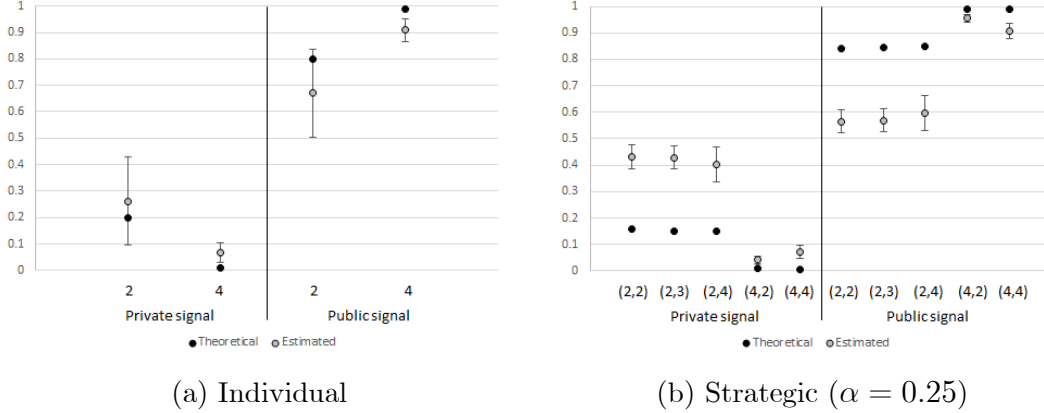 1
0.9
0.8
0.7
0.6
0.5
0.4
0.3
0.2
0.1
0
2 4 2 4
Private signal Public signal
Theoretical Estimated
(a) Individual
1
0.9
0.8
0.7
0.6
0.5
0.4
0.3
0.2
0.1
0
(2,2) (2,3) (2,4) (4,2) (4,4) (2,2) (2,3) (2,4) (4,2) (4,4)
Private signal Public signal
Theoretical Estimated
(b) Strategic (α = 0.25)